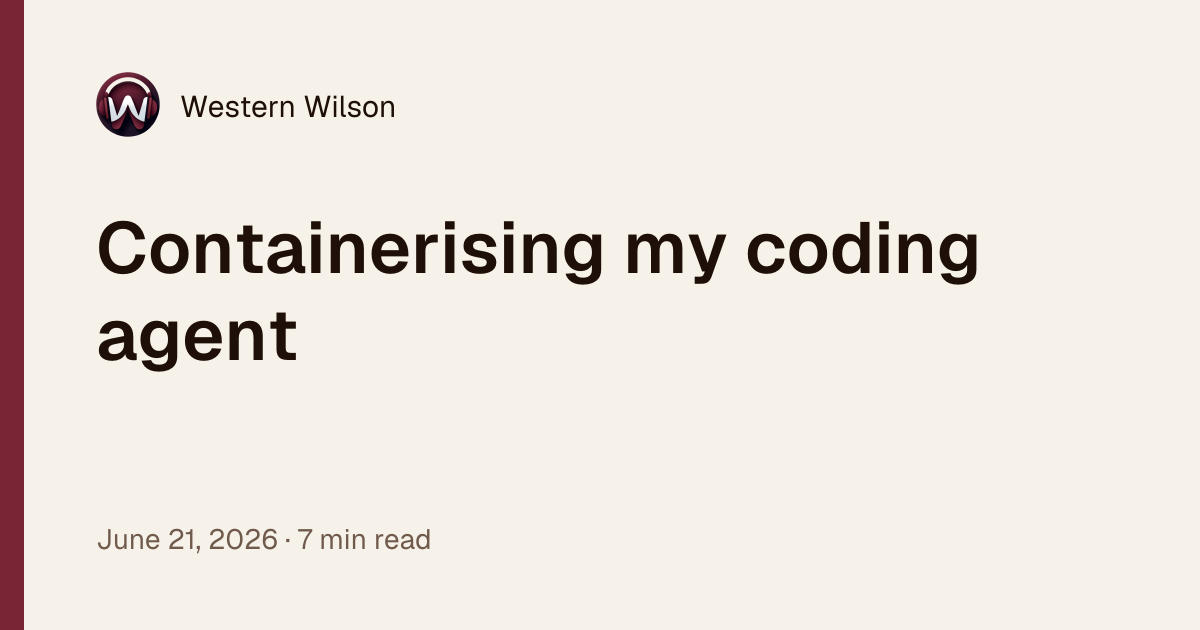 W
Western Wilson
Containerising my coding
agent
June 21, 2026 · 7 min read